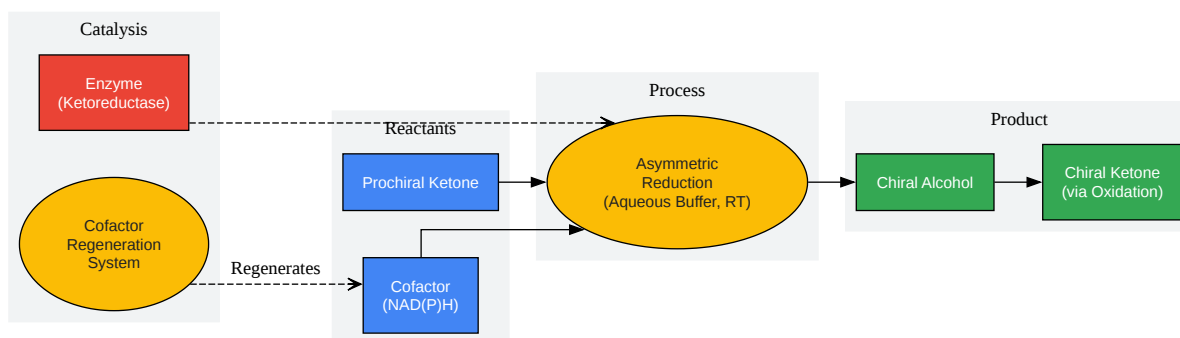 Catalysis
Enzyme
(Ketoreductase)
Cofactor
Regeneration
System
Regenerates
Reactants
Prochiral Ketone
Cofactor
(NAD(P)H)
Process
Asymmetric
Reduction
(Aqueous Buffer, RT)
Product
Chiral Alcohol
Chiral Ketone
(via Oxidation)